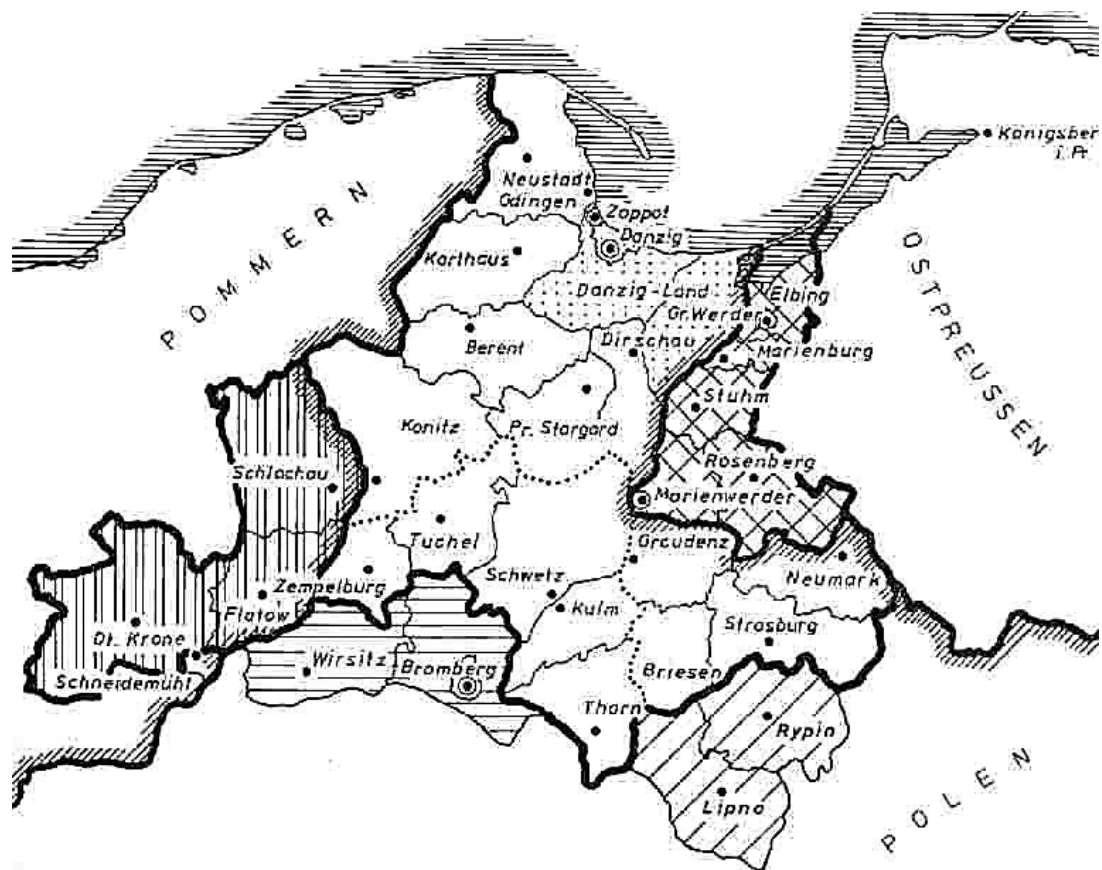 Königsber
i. Pr.
Neustadt
Gdingen
Zoppot
Danzig
POMMERN
Karthaus
OSTPREUSSEN
Danzig-Land
Elbing
Gr. Werder
Berent
Dirschau
Marienburg
Stuhm
Konitz
Pr. Stargard
Schlochau
Rosenberg
Marienwerder
Tuchel
Graudenz
Zempelburg
Schwetz
Neumark
Flatow
Kulm
Dt. Krone
Strasburg
Wirsitz
Bromberg
Briesen
Schneidemühl
Thorn
Rypin
Lipno
POLEN